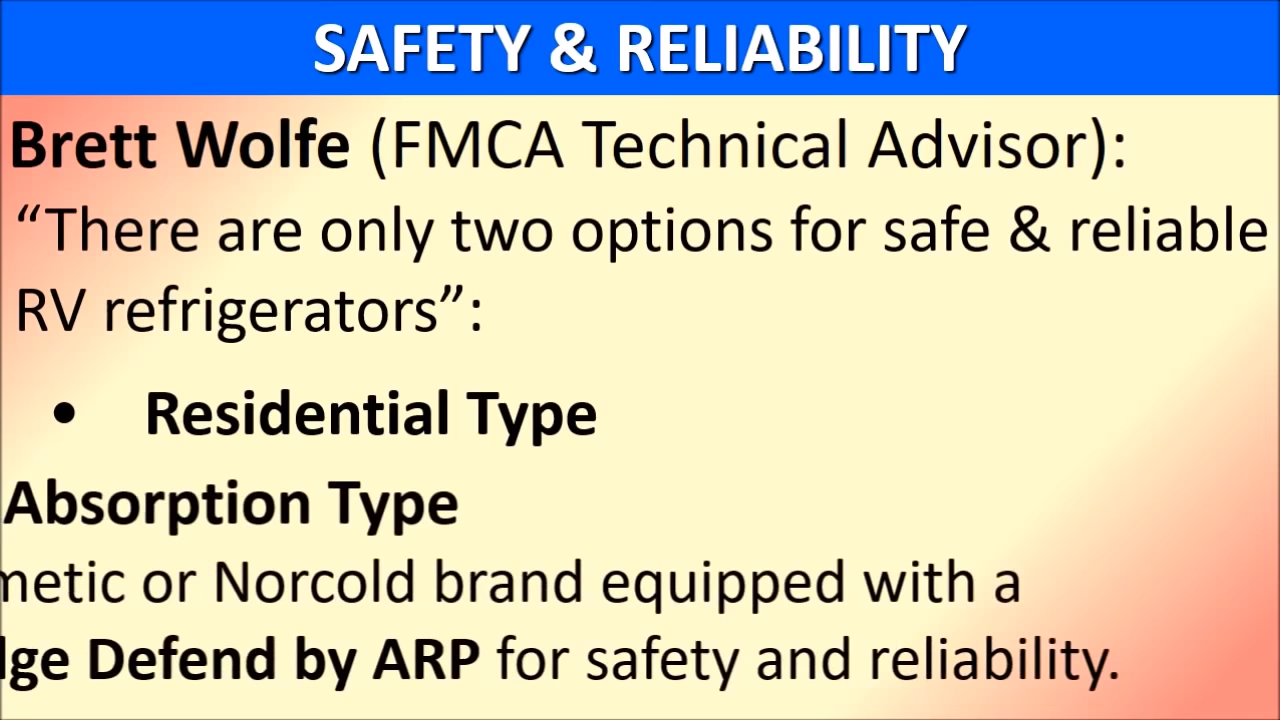 SAFETY & RELIABILITY
Brett Wolfe (FMCA Technical Advisor):
“There are only two options for safe & reliable
RV refrigerators”:
• Residential Type
Absorption Type
metic or Norcold brand equipped with a
dge Defend by ARP for safety and reliability.